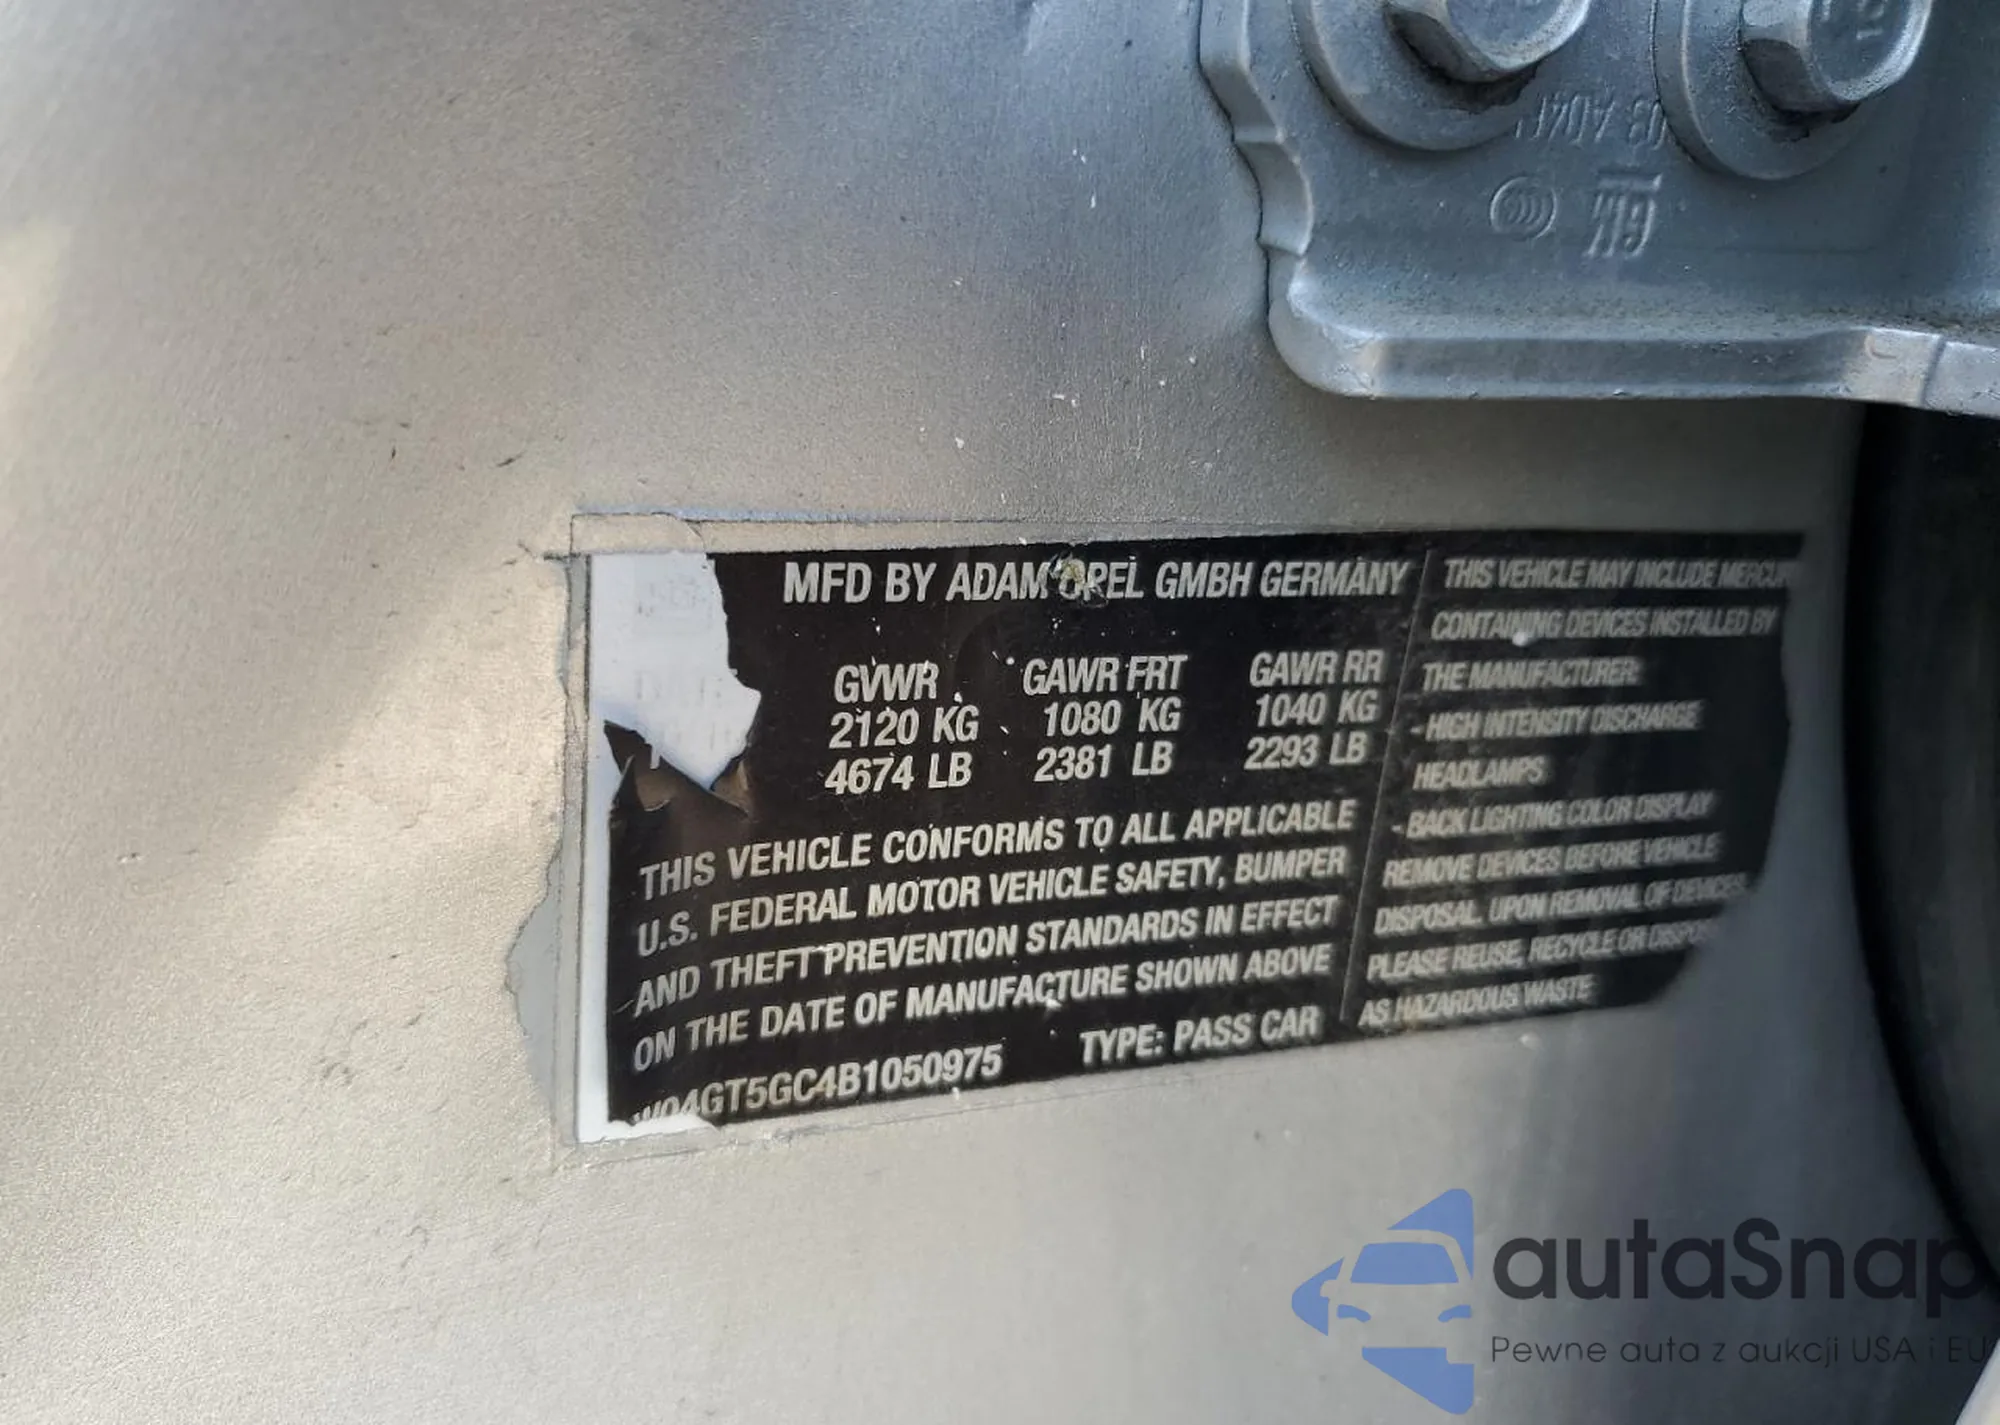 GM
MFD BY ADAM OPEL GMBH GERMANY
GVWR GAWR FRT GAWR RR
2120 KG 1080 KG 1040 KG
4674 LB 2381 LB 2293 LB
THIS VEHICLE CONFORMS TO ALL APPLICABLE
U.S. FEDERAL MOTOR VEHICLE SAFETY, BUMPER
AND THEFT PREVENTION STANDARDS IN EFFECT
ON THE DATE OF MANUFACTURE SHOWN ABOVE
W04GT5GC4B1050975 TYPE: PASS CAR
THIS VEHICLE MAY INCLUDE MERCUR
CONTAINING DEVICES INSTALLED BY
THE MANUFACTURER:
- HIGH INTENSITY DISCHARGE
HEADLAMPS
- BACK LIGHTING COLOR DISPLAY
REMOVE DEVICES BEFORE VEHICLE
DISPOSAL. UPON REMOVAL OF DEVICES
PLEASE REUSE, RECYCLE OR DISPOS
AS HAZARDOUS WASTE
autaSnap
Pewne auta z aukcji USA i EU